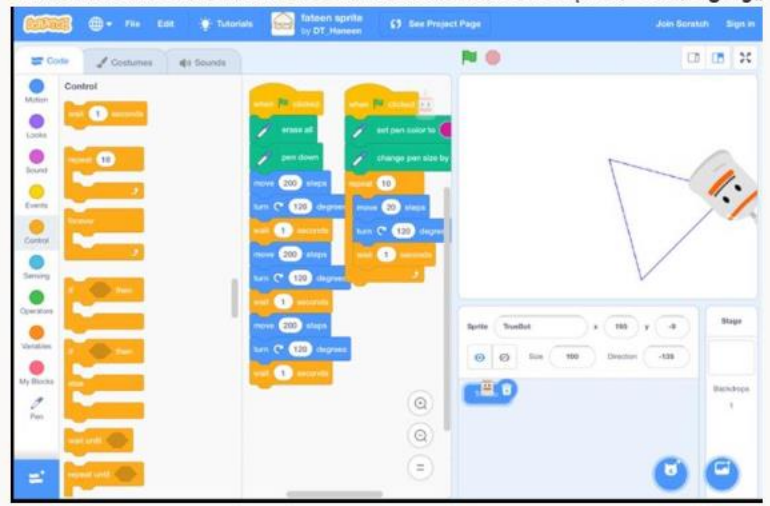 SCRATCH File Edit Tutorials fateen sprite by DT_Haneen See Project Page Join Scratch Sign in
Code Costumes Sounds
Control
Motion
Looks
Sound
Events
Control
Sensing
Operators
Variables
My Blocks
Pen
wait 1 seconds
repeat 10
forever
if then
if then
else
wait until
repeat until
when clicked
erase all
pen down
move 200 steps
turn 120 degrees
wait 1 seconds
move 200 steps
turn 120 degrees
wait 1 seconds
move 200 steps
turn 120 degrees
wait 1 seconds
when clicked
set pen color to
change pen size by
repeat 10
move 20 steps
turn 120 degrees
wait 1 seconds
Sprite TrueBot x y -9
Size 100 Direction
Stage
Backdrops
1